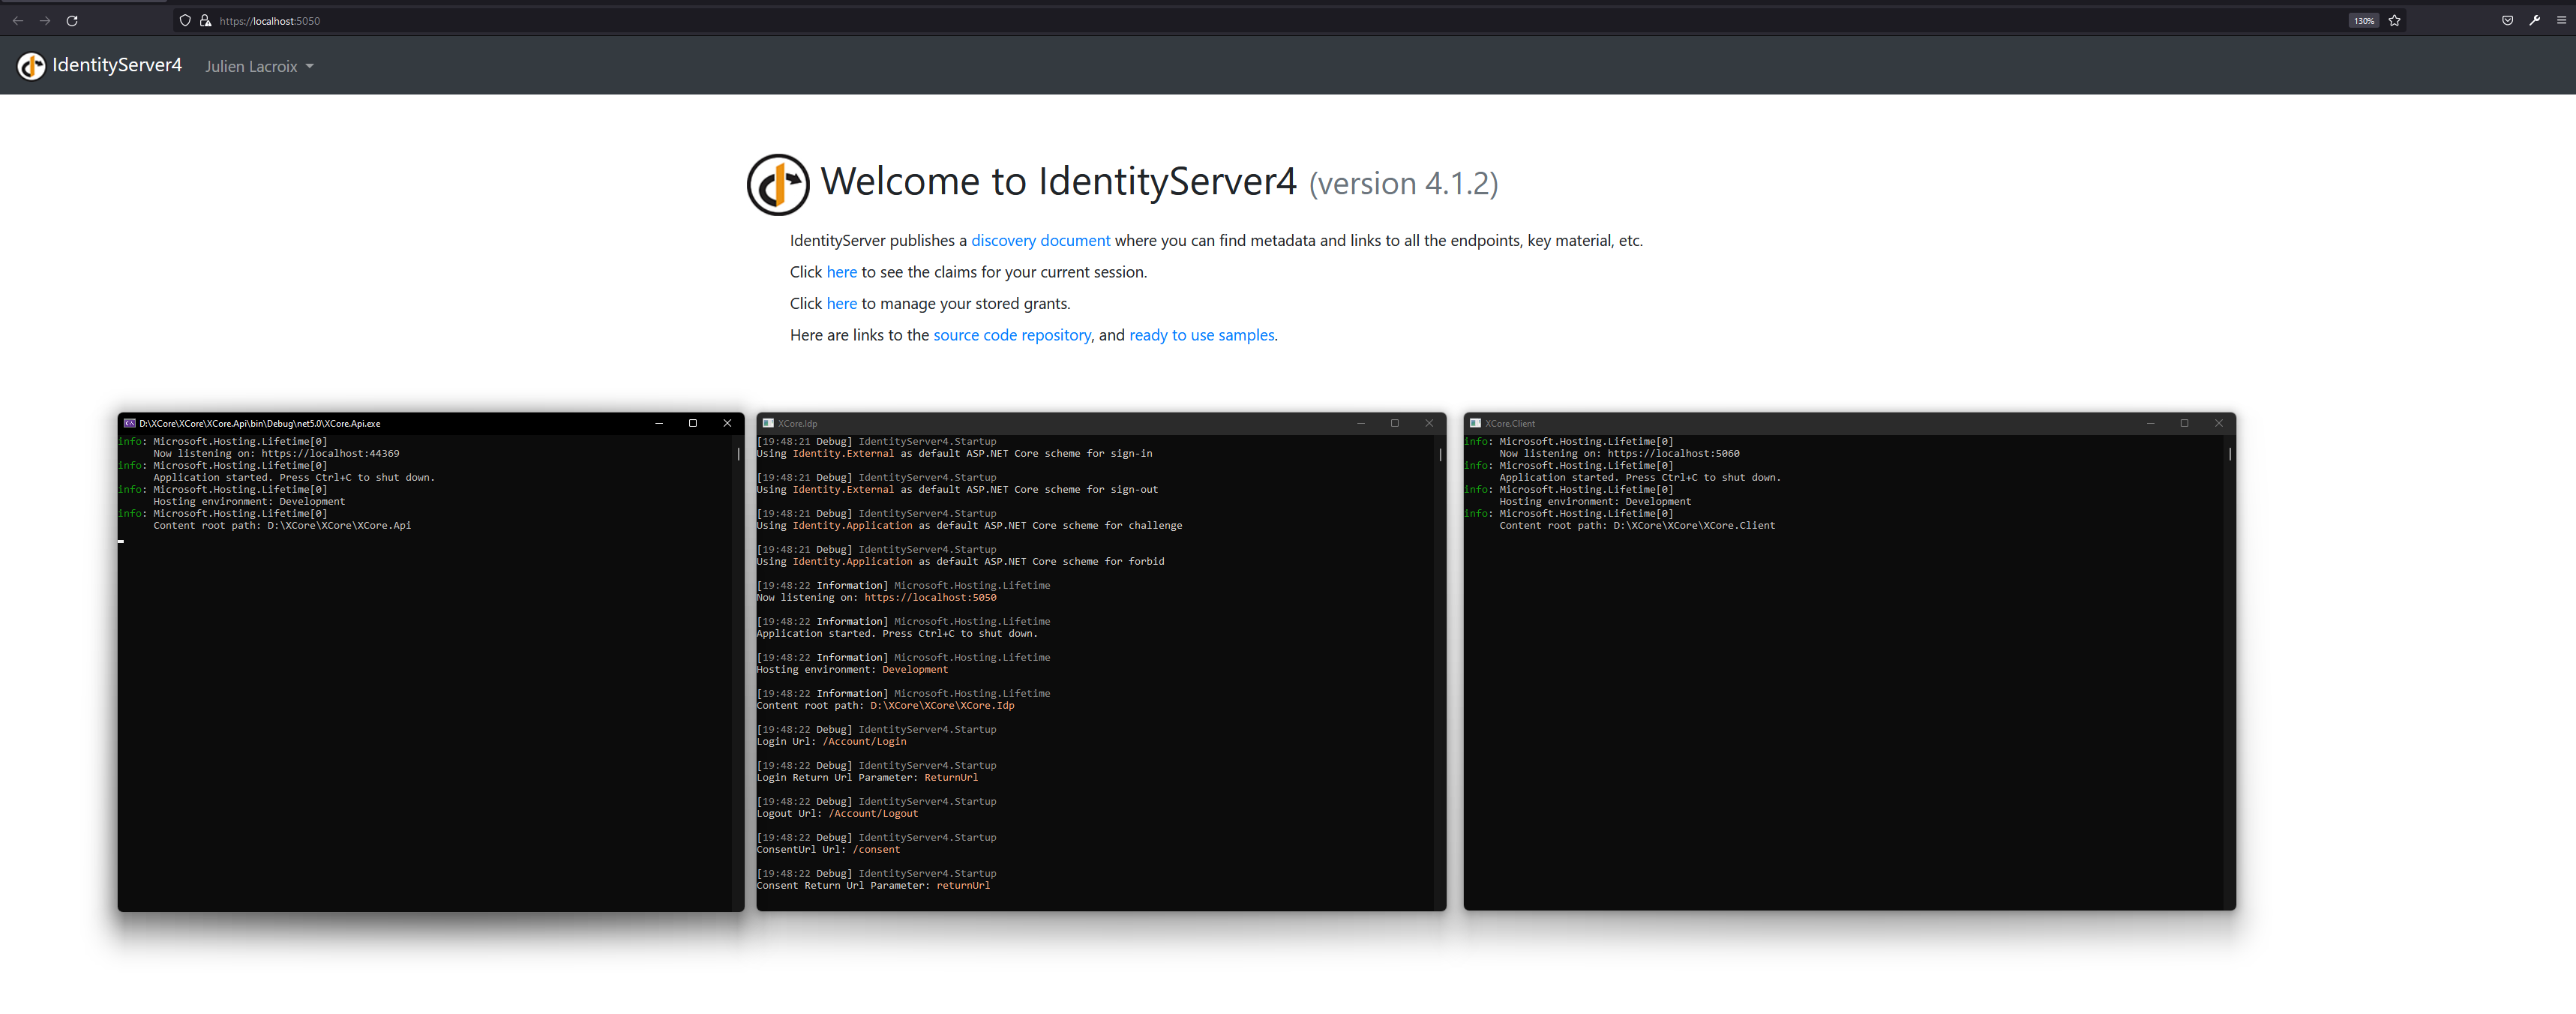 https://localhost:5050
130%
IdentityServer4
Julien Lacroix
Welcome to IdentityServer4 (version 4.1.2)
IdentityServer publishes a discovery document where you can find metadata and links to all the endpoints, key material, etc.
Click here to see the claims for your current session.
Click here to manage your stored grants.
Here are links to the source code repository, and ready to use samples.
D:\XCore\XCore\XCore.Api\bin\Debug\net5.0\XCore.Api.exe
info: Microsoft.Hosting.Lifetime[0]
Now listening on: https://localhost:44369
info: Microsoft.Hosting.Lifetime[0]
Application started. Press Ctrl+C to shut down.
info: Microsoft.Hosting.Lifetime[0]
Hosting environment: Development
info: Microsoft.Hosting.Lifetime[0]
Content root path: D:\XCore\XCore\XCore.Api
XCore.Idp
[19:48:21 Debug] IdentityServer4.Startup
Using Identity.External as default ASP.NET Core scheme for sign-in
[19:48:21 Debug] IdentityServer4.Startup
Using Identity.External as default ASP.NET Core scheme for sign-out
[19:48:21 Debug] IdentityServer4.Startup
Using Identity.Application as default ASP.NET Core scheme for challenge
[19:48:21 Debug] IdentityServer4.Startup
Using Identity.Application as default ASP.NET Core scheme for forbid
[19:48:22 Information] Microsoft.Hosting.Lifetime
Now listening on: https://localhost:5050
[19:48:22 Information] Microsoft.Hosting.Lifetime
Application started. Press Ctrl+C to shut down.
[19:48:22 Information] Microsoft.Hosting.Lifetime
Hosting environment: Development
[19:48:22 Information] Microsoft.Hosting.Lifetime
Content root path: D:\XCore\XCore\XCore.Idp
[19:48:22 Debug] IdentityServer4.Startup
Login Url: /Account/Login
[19:48:22 Debug] IdentityServer4.Startup
Login Return Url Parameter: ReturnUrl
[19:48:22 Debug] IdentityServer4.Startup
Logout Url: /Account/Logout
[19:48:22 Debug] IdentityServer4.Startup
ConsentUrl Url: /consent
[19:48:22 Debug] IdentityServer4.Startup
Consent Return Url Parameter: returnUrl
XCore.Client
info: Microsoft.Hosting.Lifetime[0]
Now listening on: https://localhost:5060
info: Microsoft.Hosting.Lifetime[0]
Application started. Press Ctrl+C to shut down.
info: Microsoft.Hosting.Lifetime[0]
Hosting environment: Development
info: Microsoft.Hosting.Lifetime[0]
Content root path: D:\XCore\XCore\XCore.Client